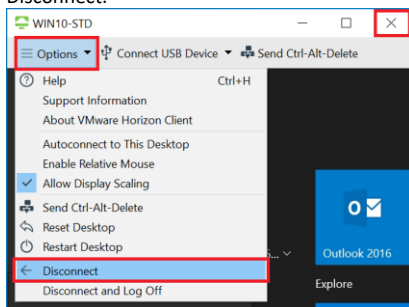 Disconnect.
WIN10-STD
Options Connect USB Device Send Ctrl-Alt-Delete
Help Ctrl+H
Support Information
About VMware Horizon Client
Autoconnect to This Desktop
Enable Relative Mouse
Allow Display Scaling
Send Ctrl-Alt-Delete
Reset Desktop
Restart Desktop
Disconnect
Disconnect and Log Off
Outlook 2016
Explore